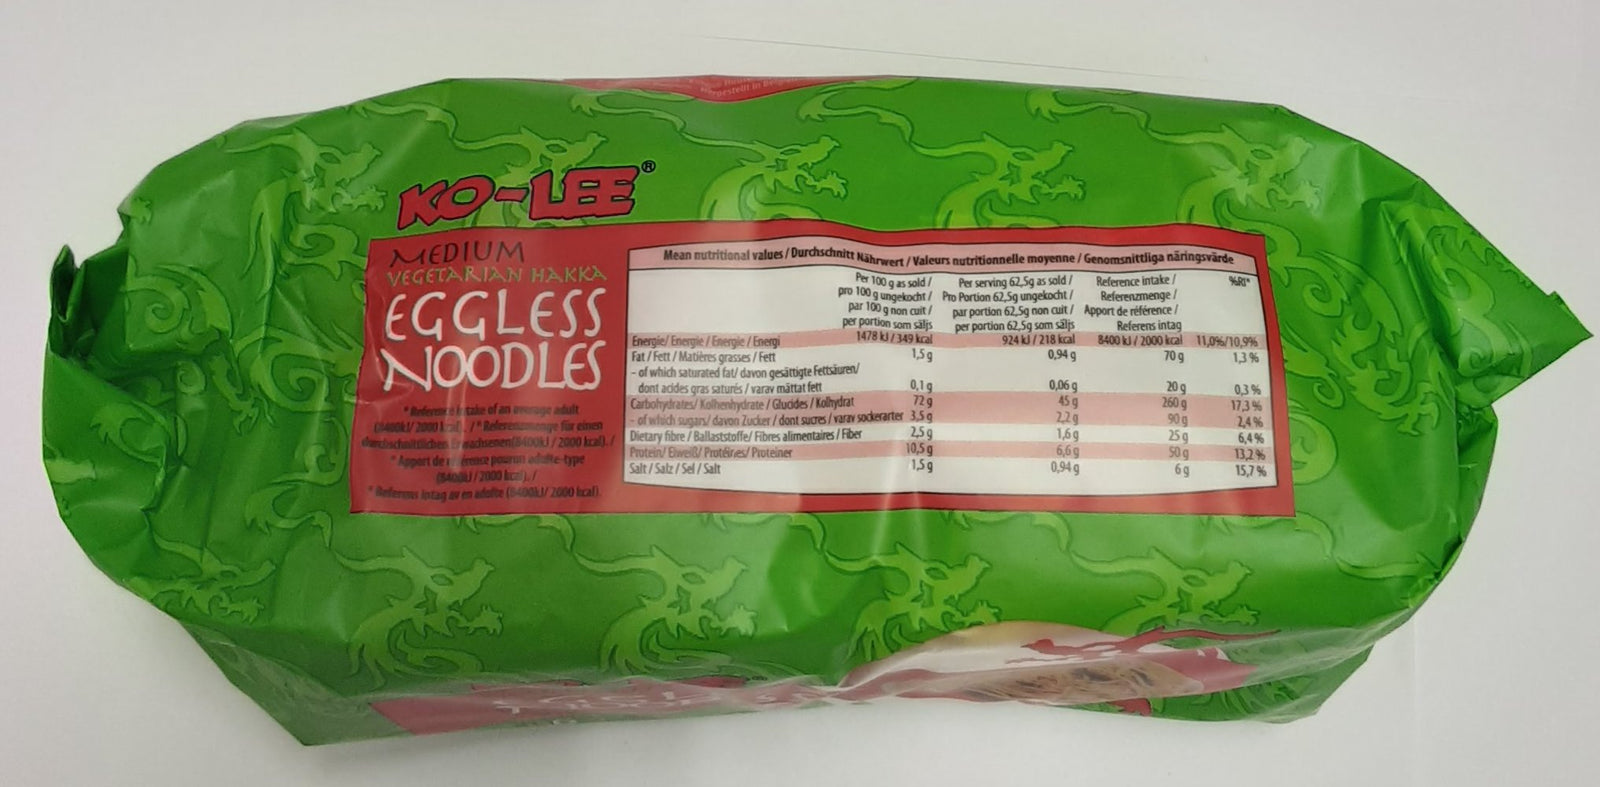 Hergestellt in
KO-LEE®
MEDIUM
VEGETARIAN HAKKA
EGGLESS
NOODLES
* Reference intake of an average adult
(8400kJ/ 2000 kcal). / * Referenzmenge für einen
durchschnittlichen Erwachsenen(8400kJ / 2000 kcal). /
* Apport de référence pour un adulte-type
(8400kJ / 2000 kcal). /
* Referens intag av en adulte (8400kJ/ 2000 kcal).
Mean nutritional values / Durchschnitt Nährwert / Valeurs nutritionnelle moyenne / Genomsnittliga näringsvärde
Per 100 g as sold / Per serving 62,5g as sold / Reference intake / %RI*
pro 100 g ungekocht / Pro Portion 62,5g ungekocht / Referenzmenge /
par 100 g non cuit / par portion 62,5g non cuit / Apport de référence /
per portion som säljs per portion 62,5g som säljs Referens intag
Energie/ Energie / Energie / Energi 1478 kJ / 349 kcal 924 kJ / 218 kcal 8400 kJ / 2000 kcal 11,0%/10,9%
Fat / Fett / Matières grasses / Fett 1,5 g 0,94 g 70 g 1,3 %
- of which saturated fat/ davon gesättigte Fettsäuren/
dont acides gras saturés / varav mättat fett 0,1 g 0,06 g 20 g 0,3 %
Carbohydrates/ Kolhenhydrate / Glucides / Kolhydrat 72 g 45 g 260 g 17,3 %
- of which sugars/ davon Zucker / dont sucres / varav sockerarter 3,5 g 2,2 g 90 g 2,4 %
Dietary fibre / Ballaststoffe/ Fibres alimentaires / Fiber 2,5 g 1,6 g 25 g 6,4 %
Protein/ Eiweiß/ Protéines/ Proteiner 10,5 g 6,6 g 50 g 13,2 %
Salt / Salz / Sel / Salt 1,5 g 0,94 g 6 g 15,7 %